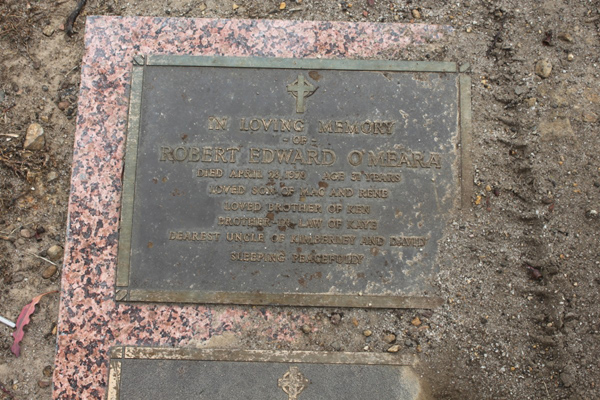 IN LOVING MEMORY
- OF -
ROBERT EDWARD O'MEARA
DIED APRIL AGE 57 YEARS
LOVED SON OF MAC AND RENE
LOVED BROTHER OF KEN
BROTHER IN LAW OF KAYE
DEAREST UNCLE OF KIMBERLEY AND DAVID
SLEEPING PEACEFULLY